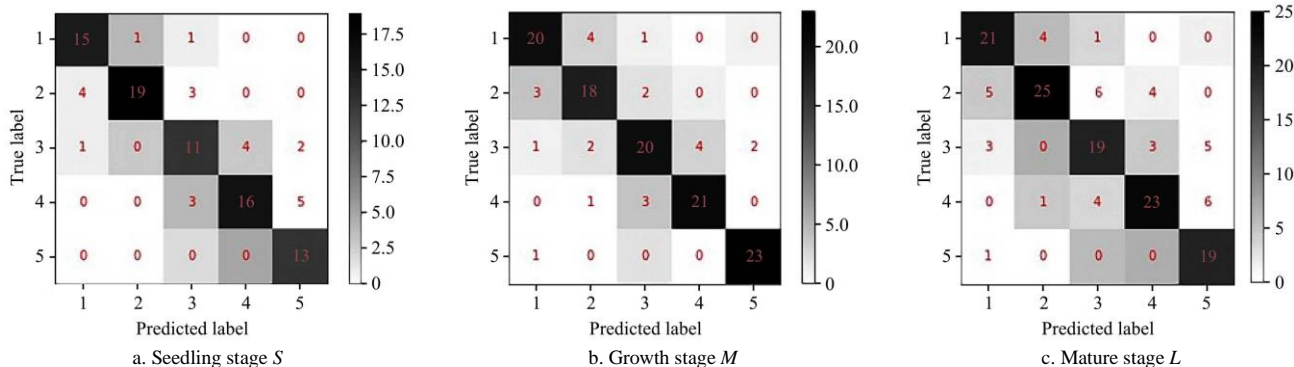 True label
1
2
3
4
5
15 1 1 0 0
4 19 3 0 0
1 0 11 4 2
0 0 3 16 5
0 0 0 0 13
1 2 3 4 5
Predicted label
17.5
15.0
12.5
10.0
7.5
5.0
2.5
0
a. Seedling stage S
True label
1
2
3
4
5
20 4 1 0 0
3 18 2 0 0
1 2 20 4 2
0 1 3 21 0
1 0 0 0 23
1 2 3 4 5
Predicted label
20.0
15.0
10.0
5.0
0.0
b. Growth stage M
True label
1
2
3
4
5
21 4 1 0 0
5 25 6 4 0
3 0 19 3 5
0 1 4 23 6
1 0 0 0 19
1 2 3 4 5
Predicted label
25
20
15
10
5
0
c. Mature stage L